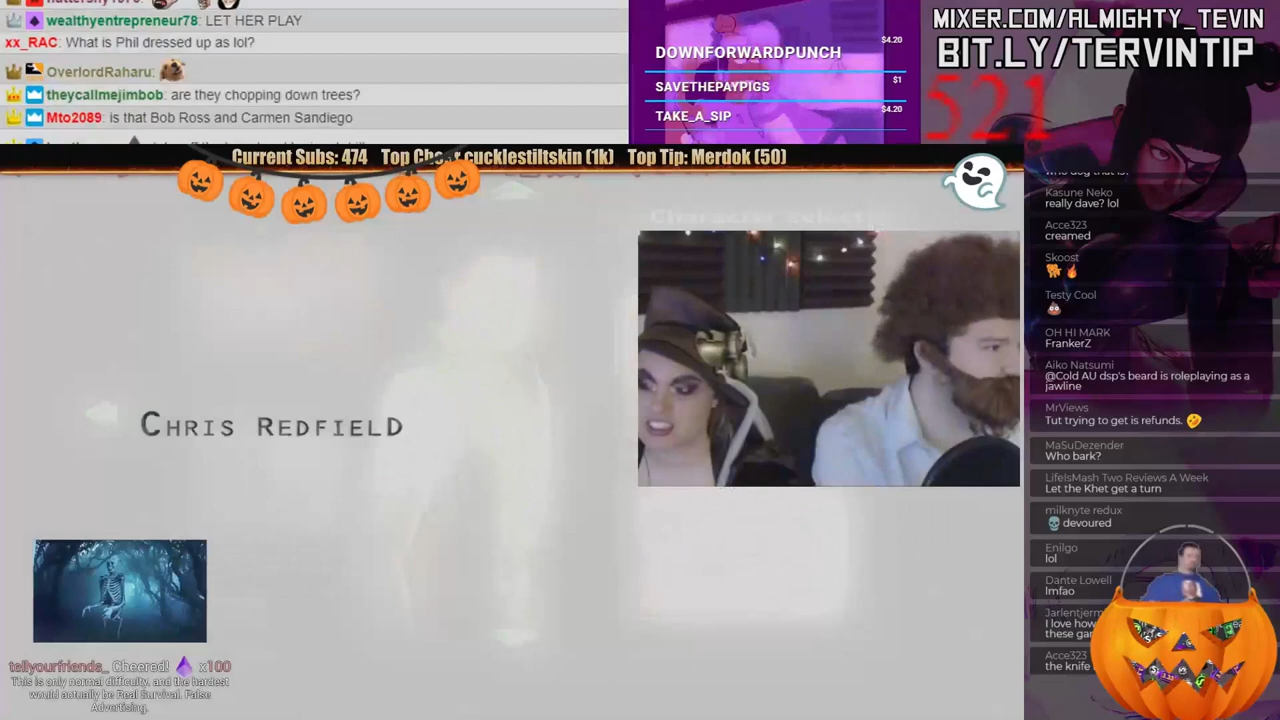 wealthyentrepreneur78: LET HER PLAY
xx_RAC: What is Phil dressed up as lol?
OverlordRaharu:
theycallmejimbob: are they chopping down trees?
Mto2089: is that Bob Ross and Carmen Sandiego
$4.20
DOWNFORWARDPUNCH
$1
SAVETHEPAYPIGS
$4.20
TAKE_A_SIP
MIXER.COM/ALMIGHTY_TEVIN
BIT.LY/TERVINTIP
521
Current Subs: 474 Top Cheer cucklestiltskin (1k) Top Tip: Merdok (50)
CHRIS REDFIELD
tellyourfriends_ Cheered! x100
This is only normal difficulty, and the hardest
would actually be Real Survival. False
Advertising.
who dog that is?
Kasune Neko
really dave? lol
Acce323
creamed
Skoost
Testy Cool
OH HI MARK
FrankerZ
Aiko Natsumi
@Cold AU dsp's beard is roleplaying as a
jawline
MrViews
Tut trying to get is refunds.
MaSuDezender
Who bark?
LifeIsMash Two Reviews A Week
Let the Khet get a turn
milknyte redux
devoured
Enilgo
lol
Dante Lowell
lmfao
Jarlentjerm
I love how
these
Acce323
the knife